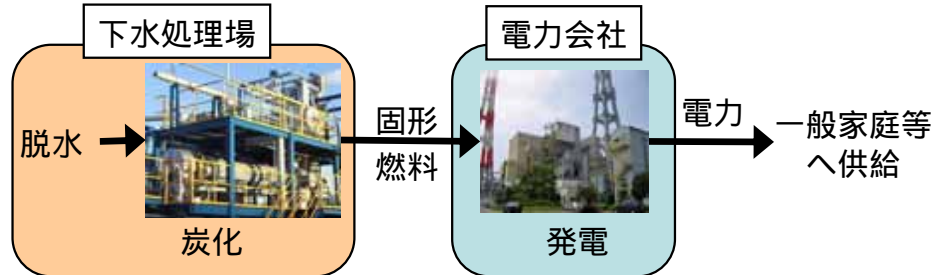 下水処理場
電力会社
脱水
炭化
固形
燃料
発電
電力
一般家庭等
へ供給